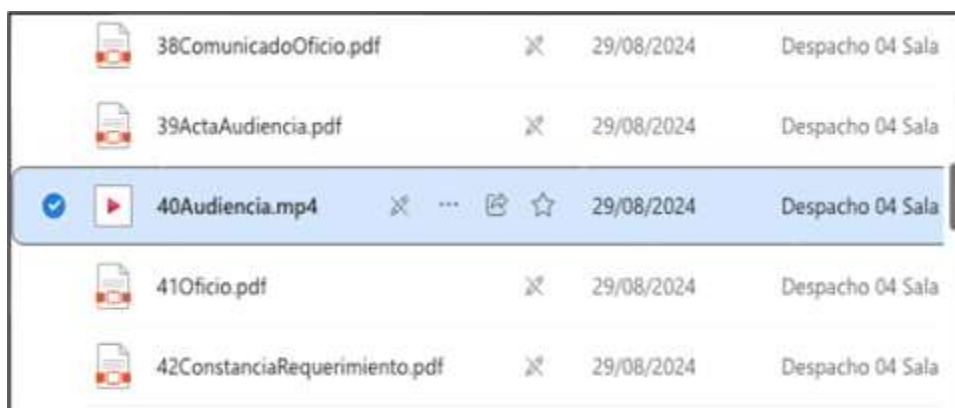 38ComunicadoOficio.pdf 29/08/2024 Despacho 04 Sala
39ActaAudiencia.pdf 29/08/2024 Despacho 04 Sala
40Audiencia.mp4 ... 29/08/2024 Despacho 04 Sala
41Oficio.pdf 29/08/2024 Despacho 04 Sala
42ConstanciaRequerimiento.pdf 29/08/2024 Despacho 04 Sala